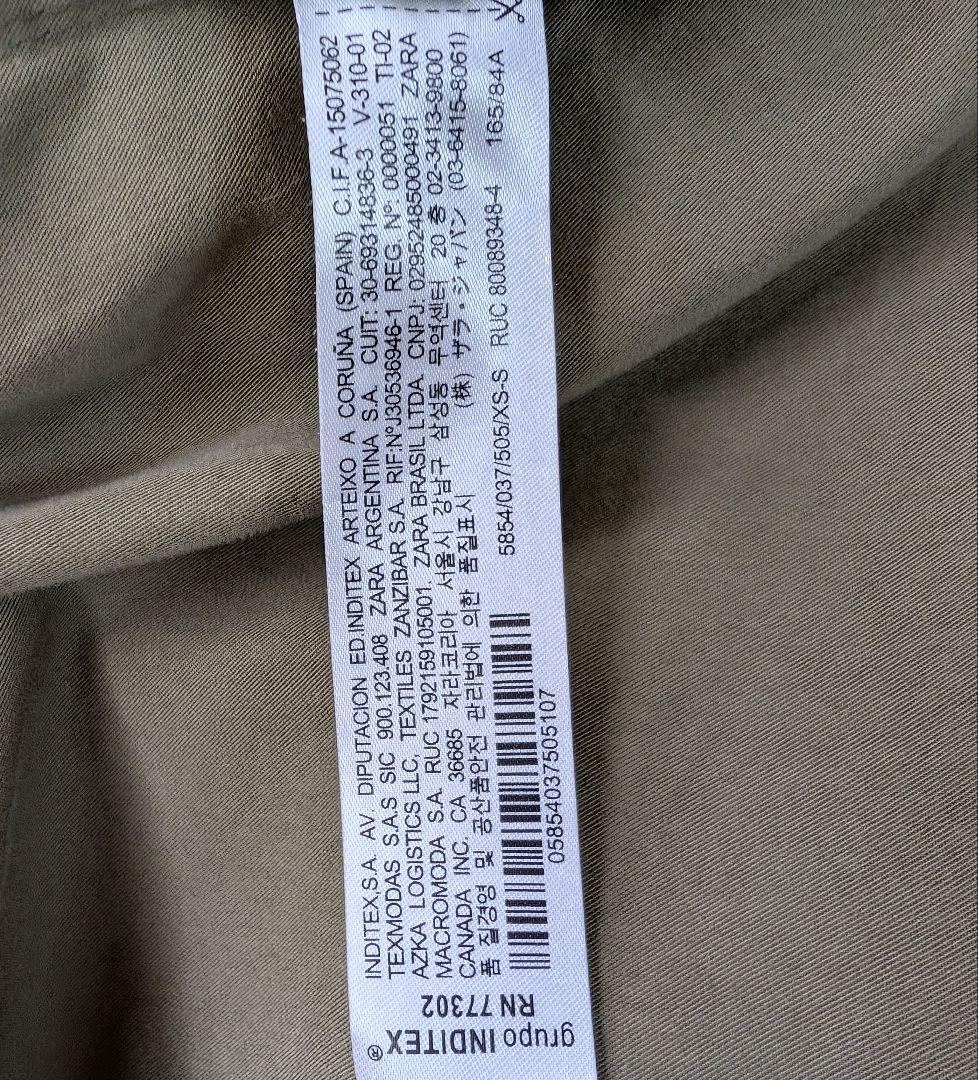 grupo INDITEX®
RN 77302
INDITEX,S.A. AV. DIPUTACION ED.INDITEX ARTEIXO A CORUÑA (SPAIN) C.I.F.A-15075062
TEXMODAS S.A.S SIC 900.123.408 ZARA ARGENTINA S.A. CUIT: 30-69314836-3 V-310-01
AZKA LOGISTICS LLC, TEXTILES ZANZIBAR S.A. RIF:NºJ30536946-1 REG. Nº: 0000051 TI-02
MACROMODA S.A. RUC 1792159105001. ZARA BRASIL LTDA. CNPJ: 02952485000491 ZARA
CANADA INC. CA 36685 자라코리아 서울시 강남구 삼성동 무역센터 20 층 02-3413-9800
품 질경영 및 공산품안전 관리법에 의한 품질표시 (株) ザラ・ジャパン (03-6415-8061)
5854/037/505/XS-S RUC 80089348-4 165/84A
05854037505107